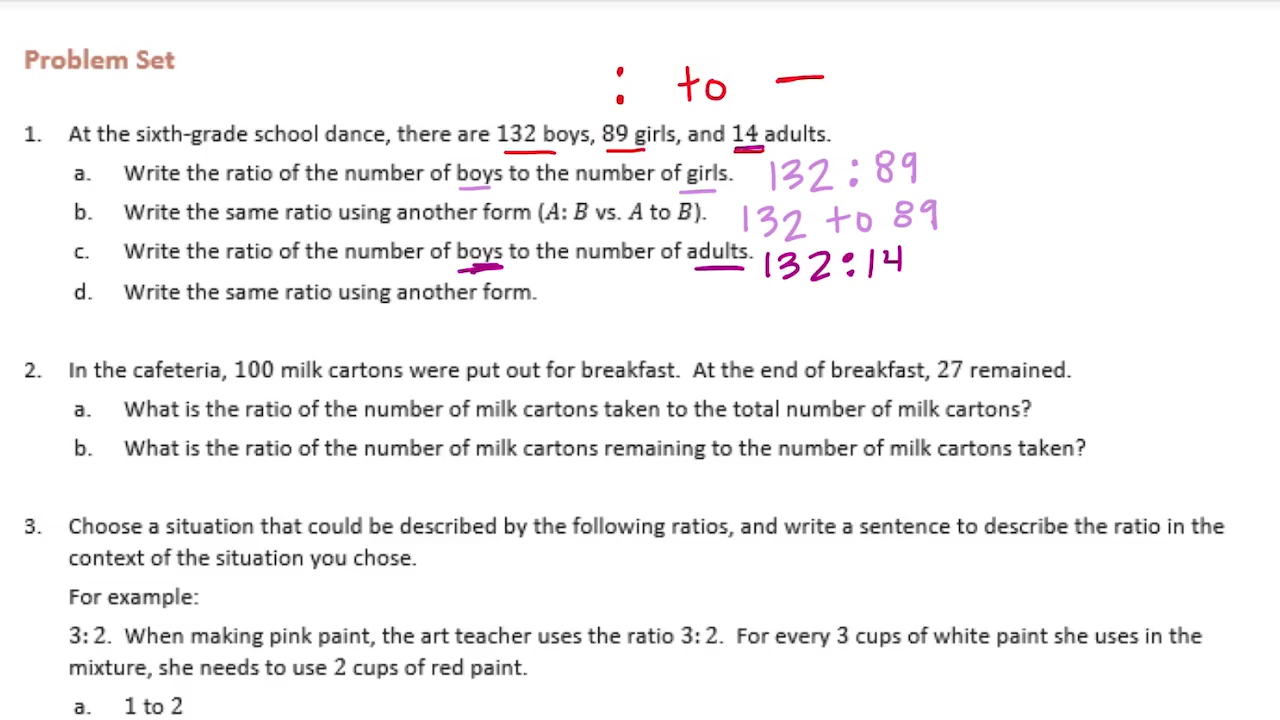 Problem Set
: to —
1. At the sixth-grade school dance, there are 132 boys, 89 girls, and 14 adults.
a. Write the ratio of the number of boys to the number of girls. 132 : 89
b. Write the same ratio using another form (A: B vs. A to B). 132 to 89
c. Write the ratio of the number of boys to the number of adults. 132:14
d. Write the same ratio using another form.
2. In the cafeteria, 100 milk cartons were put out for breakfast. At the end of breakfast, 27 remained.
a. What is the ratio of the number of milk cartons taken to the total number of milk cartons?
b. What is the ratio of the number of milk cartons remaining to the number of milk cartons taken?
3. Choose a situation that could be described by the following ratios, and write a sentence to describe the ratio in the
context of the situation you chose.
For example:
3: 2. When making pink paint, the art teacher uses the ratio 3: 2. For every 3 cups of white paint she uses in the
mixture, she needs to use 2 cups of red paint.
a. 1 to 2